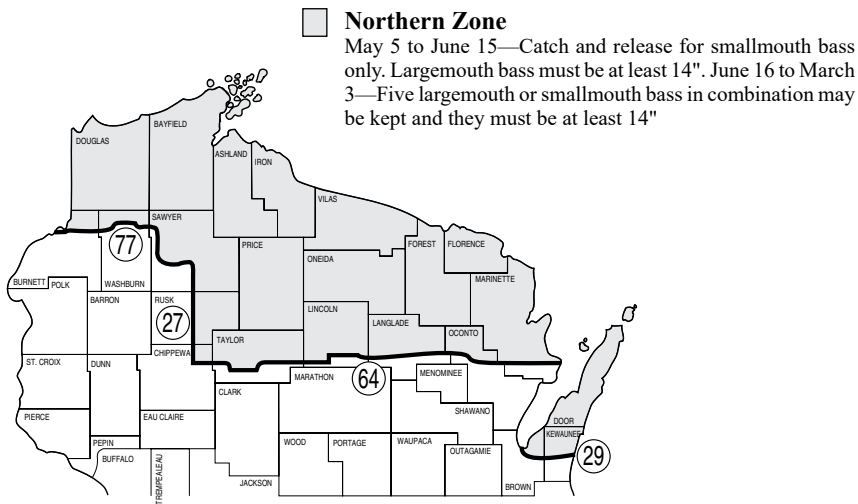 Northern Zone
May 5 to June 15—Catch and release for smallmouth bass
only. Largemouth bass must be at least 14". June 16 to March
3—Five largemouth or smallmouth bass in combination may
be kept and they must be at least 14"
BAYFIELD
DOUGLAS
ASHLAND
IRON
VILAS
SAWYER
77
PRICE
FOREST
FLORENCE
ONEIDA
MARINETTE
BURNETT
POLK
WASHBURN
BARRON
RUSK
27
LINCOLN
LANGLADE
OCONTO
TAYLOR
CHIPPEWA
ST. CROIX
DUNN
MARATHON
64
MENOMINEE
CLARK
SHAWANO
PIERCE
EAU CLAIRE
DOOR
KEWAUNEE
29
PEPIN
BUFFALO
TREMPEALEAU
JACKSON
WOOD
PORTAGE
WAUPACA
OUTAGAMIE
BROWN